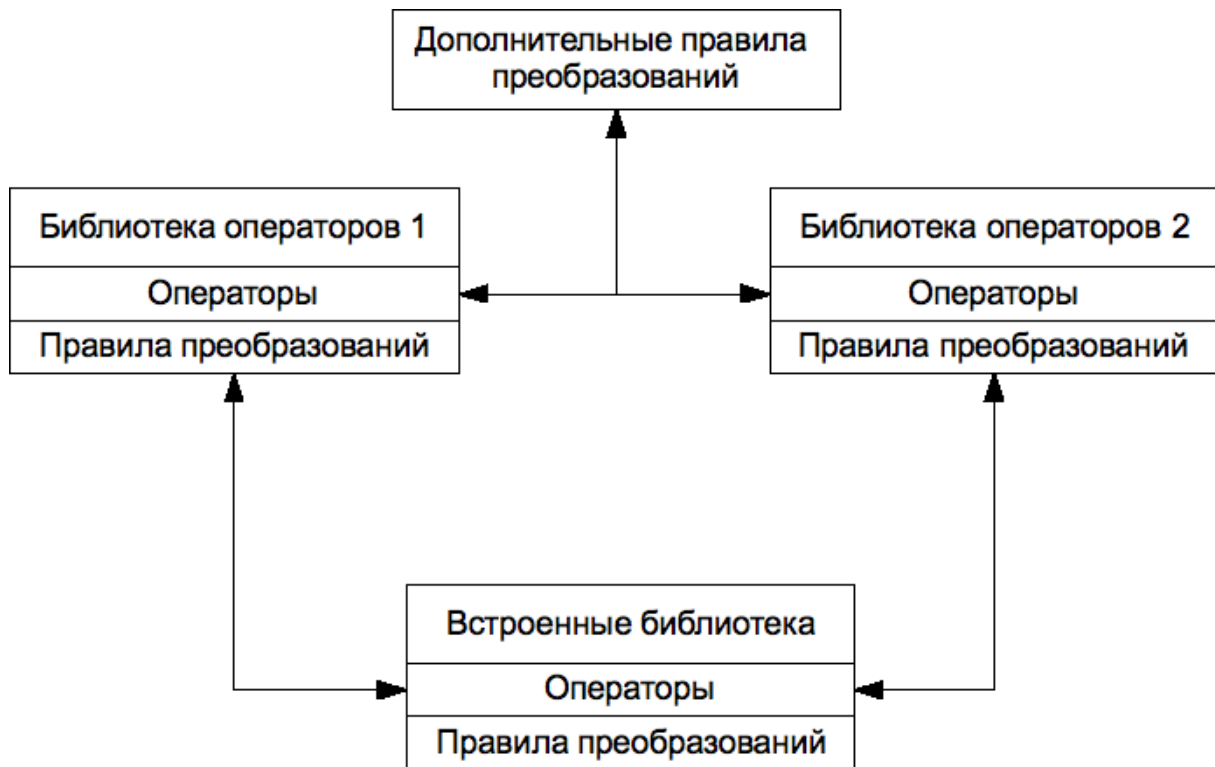 Дополнительные правила
преобразований
Библиотека операторов 1
Операторы
Правила преобразований
Библиотека операторов 2
Операторы
Правила преобразований
Встроенные библиотека
Операторы
Правила преобразований